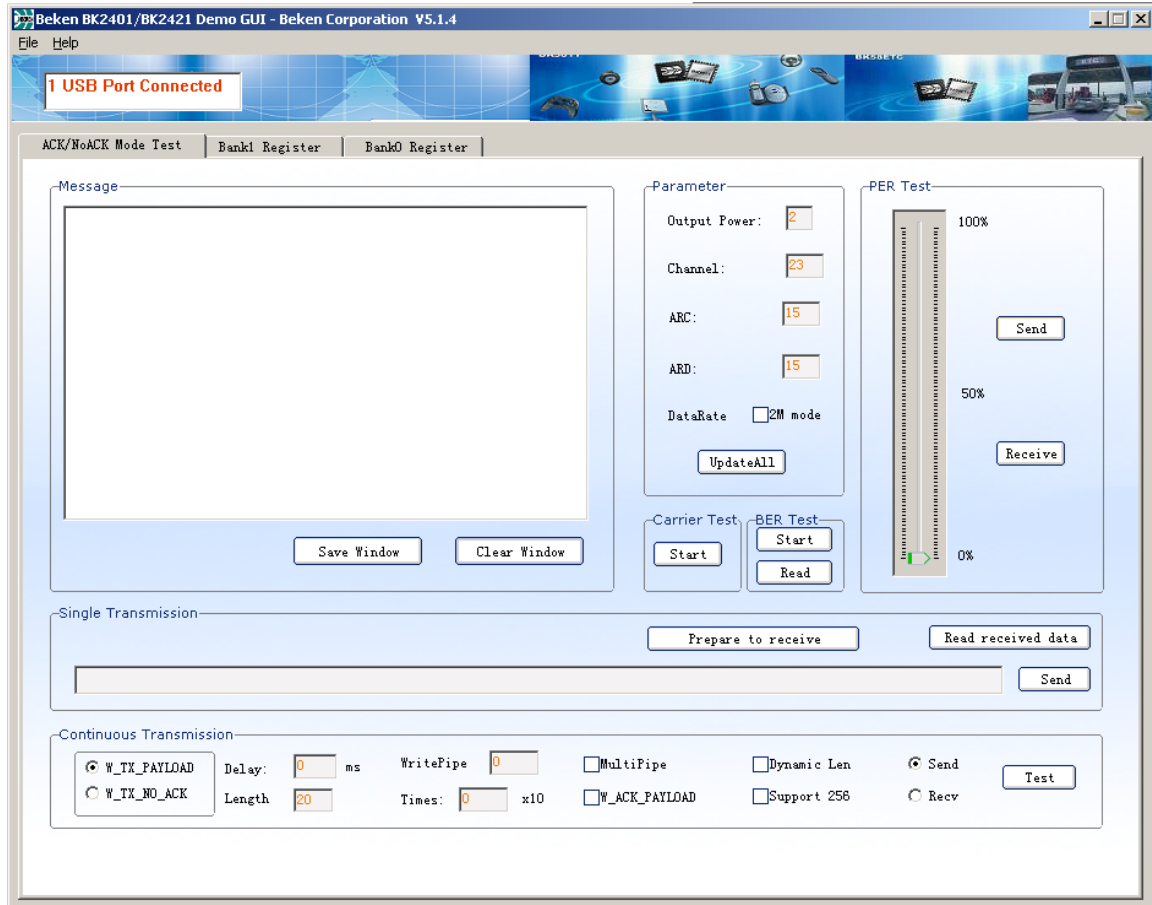 Beken BK2401/BK2421 Demo GUI - Beken Corporation V5.1.4
File Help
1 USB Port Connected
BK58ETC
ETC
ACK/NoACK Mode Test Bank1 Register Bank0 Register
Message
Save Window Clear Window
Parameter
Output Power: 2
Channel: 23
ARC: 15
ARD: 15
DataRate 2M mode
UpdateAll
Carrier Test
Start
BER Test
Start
Read
PER Test
100%
Send
50%
Receive
0%
Single Transmission
Prepare to receive Read received data
Send
Continuous Transmission
W_TX_PAYLOAD Delay: 0 ms WritePipe 0 MultiPipe Dynamic Len Send
W_TX_NO_ACK Length 20 Times: 0 x10 W_ACK_PAYLOAD Support 256 Recv
Test